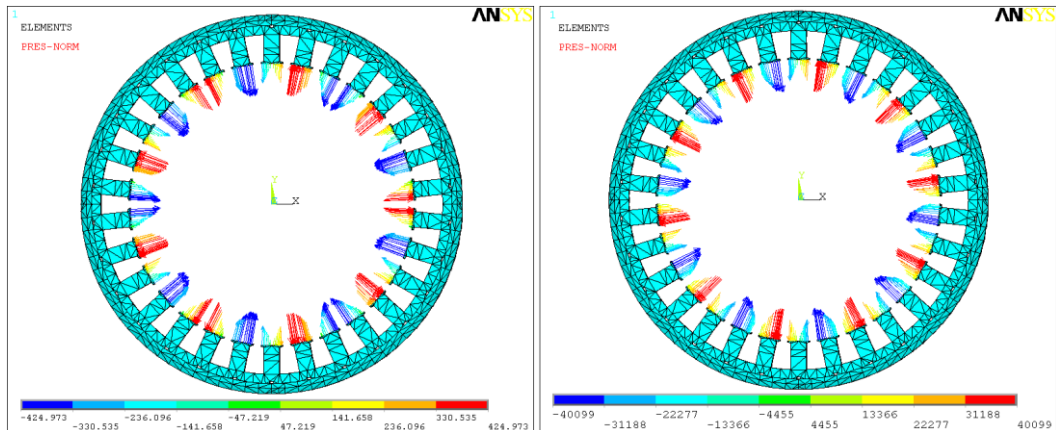 1
ANSYS
ELEMENTS
PRES-NORM
Y
X
-424.973 -236.096 -47.219 141.658 330.535
-330.535 -141.658 47.219 236.096 424.973
1
ANSYS
ELEMENTS
PRES-NORM
Y
X
-40099 -22277 -4455 13366 31188
-31188 -13366 4455 22277 40099